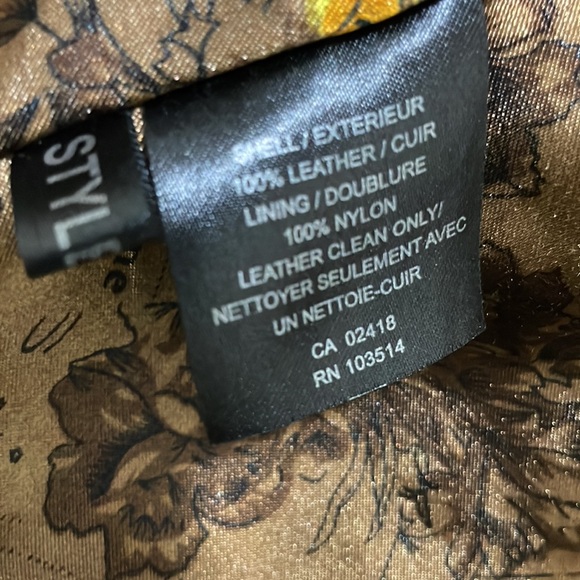 STYLE
SHELL / EXTERIEUR
100% LEATHER / CUIR
LINING / DOUBLURE
100% NYLON
LEATHER CLEAN ONLY/
NETTOYER SEULEMENT AVEC
UN NETTOIE-CUIR
CA 02418
RN 103514